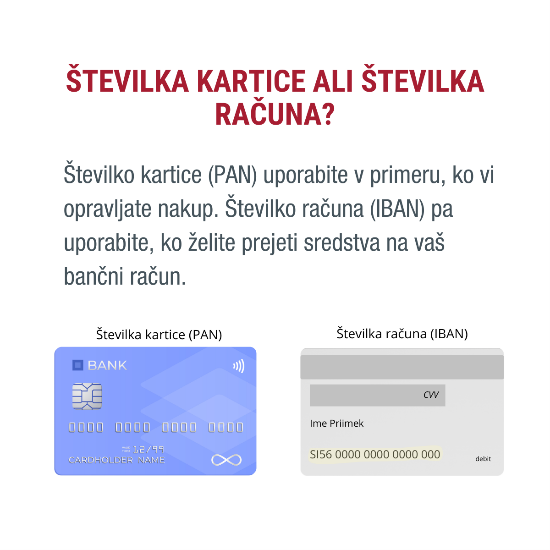 ŠTEVILKA KARTICE ALI ŠTEVILKA
RAČUNA?
Številko kartice (PAN) uporabite v primeru, ko vi
opravljate nakup. Številko računa (IBAN) pa
uporabite, ko želite prejeti sredstva na vaš
bančni račun.
Številka kartice (PAN)
BANK
0000 0000 0000 0000
12/99
CARDHOLDER NAME
Številka računa (IBAN)
CVV
Ime Priimek
SI56 0000 0000 0000 000
debit